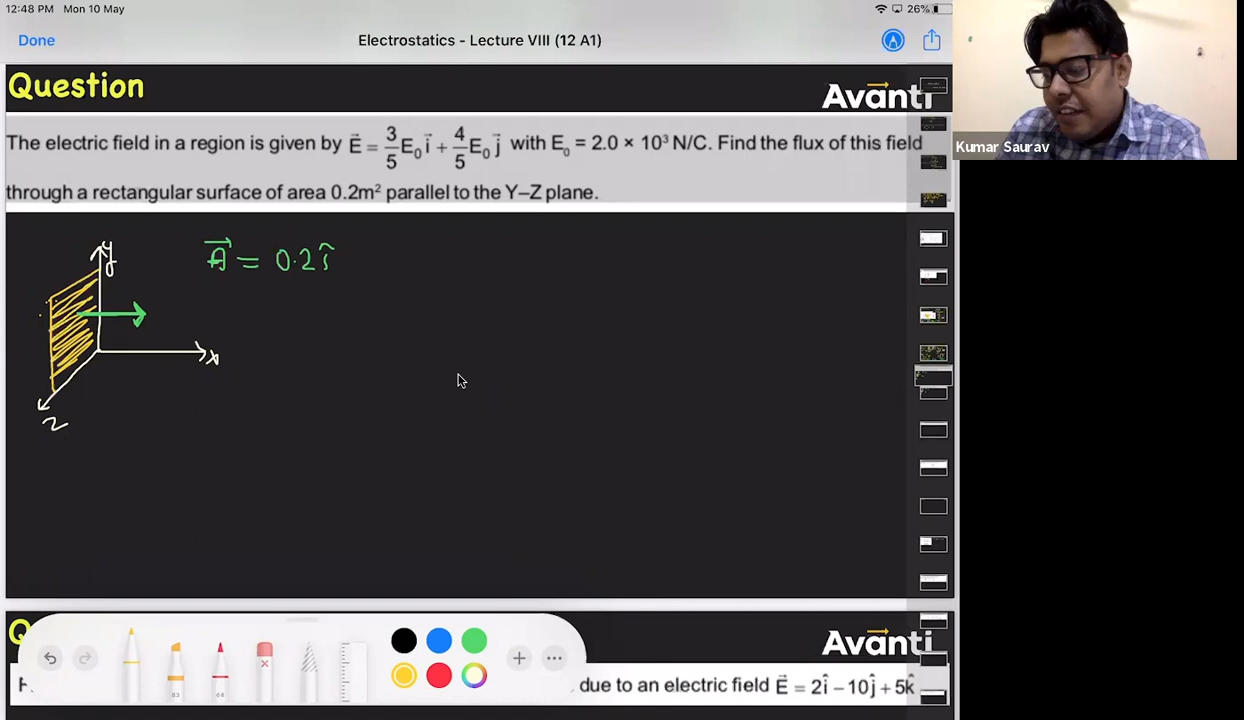 12:48 PM Mon 10 May
26%
Done
Electrostatics - Lecture VIII (12 A1)
Question
Avanti
The electric field in a region is given by E⃗ = 3/5 E₀ i⃗ + 4/5 E₀ j⃗ with E₀ = 2.0 × 10³ N/C. Find the flux of this field
through a rectangular surface of area 0.2m² parallel to the Y–Z plane.
Kumar Saurav
y
A⃗ = 0.2î
x
z
Avanti
due to an electric field E⃗ = 2î – 10ĵ + 5k̂